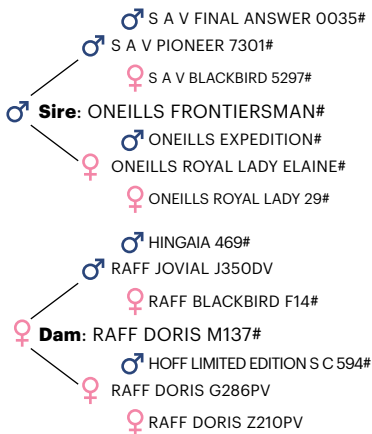 S A V FINAL ANSWER 0035#
S A V PIONEER 7301#
S A V BLACKBIRD 5297#
Sire: ONEILLS FRONTIERSMAN#
ONEILLS EXPEDITION#
ONEILLS ROYAL LADY ELAINE#
ONEILLS ROYAL LADY 29#
HINGAIA 469#
RAFF JOVIAL J350DV
RAFF BLACKBIRD F14#
Dam: RAFF DORIS M137#
HOFF LIMITED EDITION S C 594#
RAFF DORIS G286PV
RAFF DORIS Z210PV